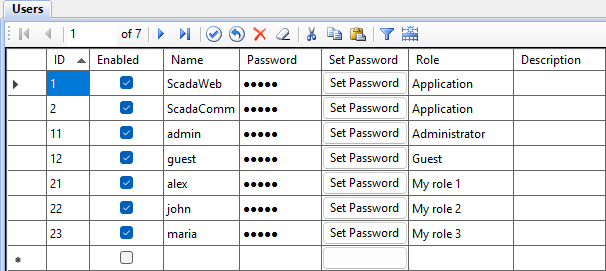 Users
1 of 7
ID Enabled Name Password Set Password Role Description
1 ScadaWeb ●●●●● Set Password Application
2 ScadaComm ●●●●● Set Password Application
11 admin ●●●●● Set Password Administrator
12 guest ●●●●● Set Password Guest
21 alex ●●●●● Set Password My role 1
22 john ●●●●● Set Password My role 2
23 maria ●●●●● Set Password My role 3